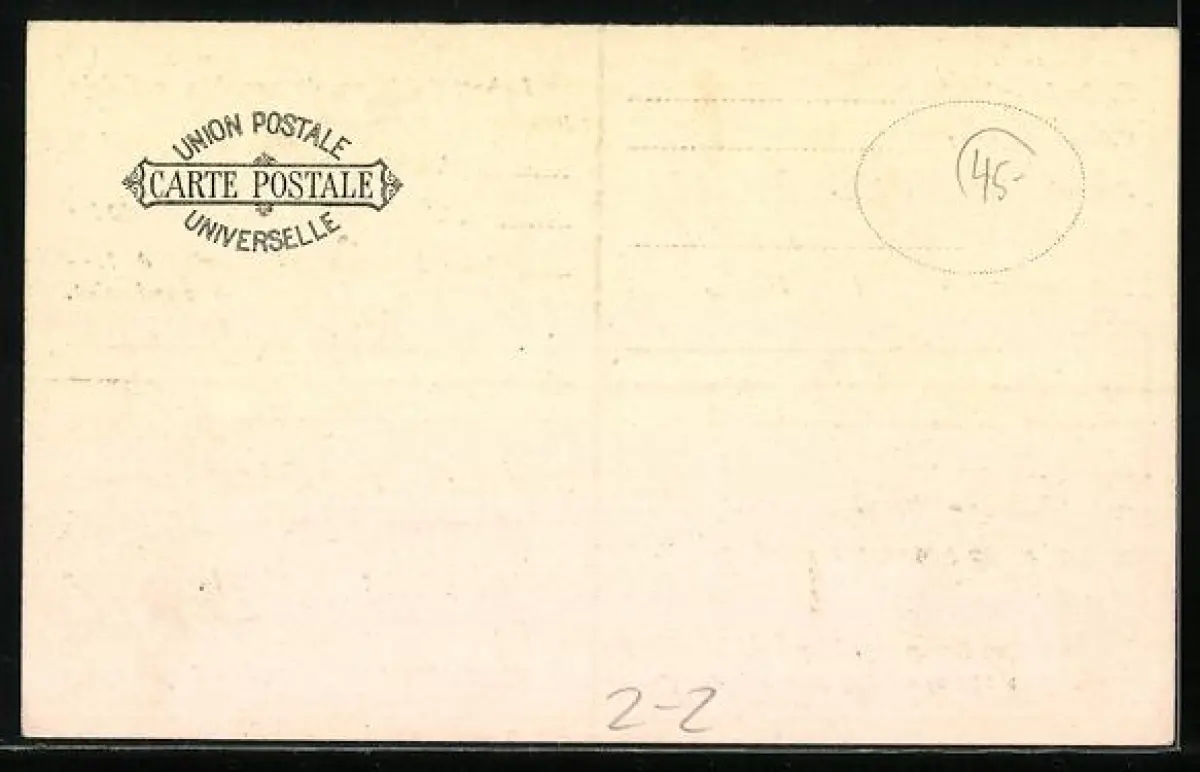 UNION POSTALE
CARTE POSTALE
UNIVERSELLE
45-
2-2